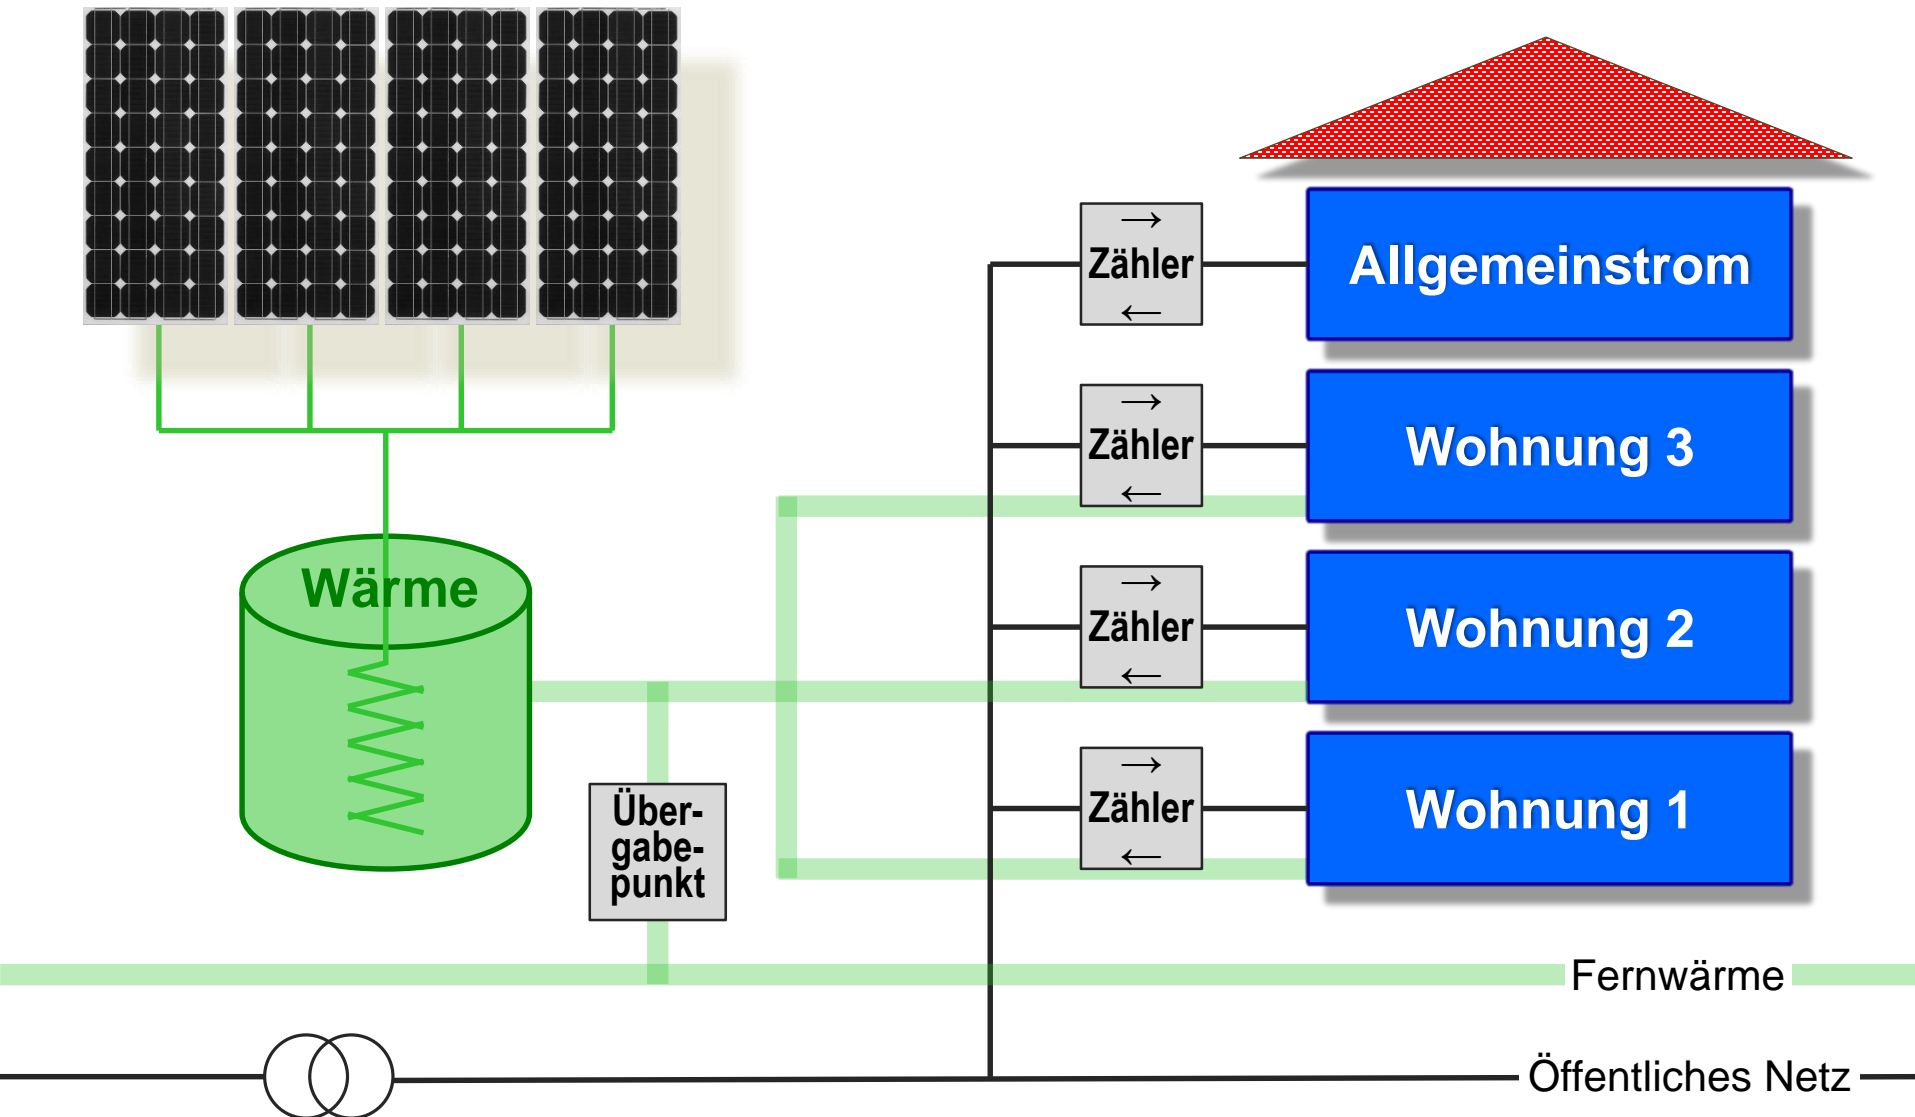 →
Zähler
←
Allgemeinstrom
→
Zähler
←
Wohnung 3
Wärme
→
Zähler
←
Wohnung 2
Über-
gabe-
punkt
→
Zähler
←
Wohnung 1
Fernwärme
Öffentliches Netz